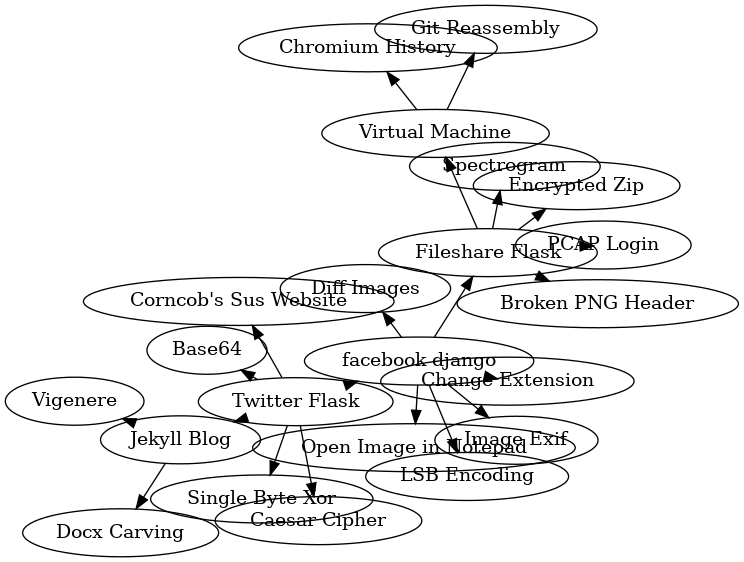 Git Reassembly
Chromium History
Virtual Machine
Spectrogram
Encrypted Zip
PCAP Login
Fileshare Flask
Diff Images
Corncob's Sus Website
Broken PNG Header
Base64
facebook django
Change Extension
Vigenere
Twitter Flask
Jekyll Blog
Image Exif
Open Image in Notepad
LSB Encoding
Single Byte Xor
Caesar Cipher
Docx Carving